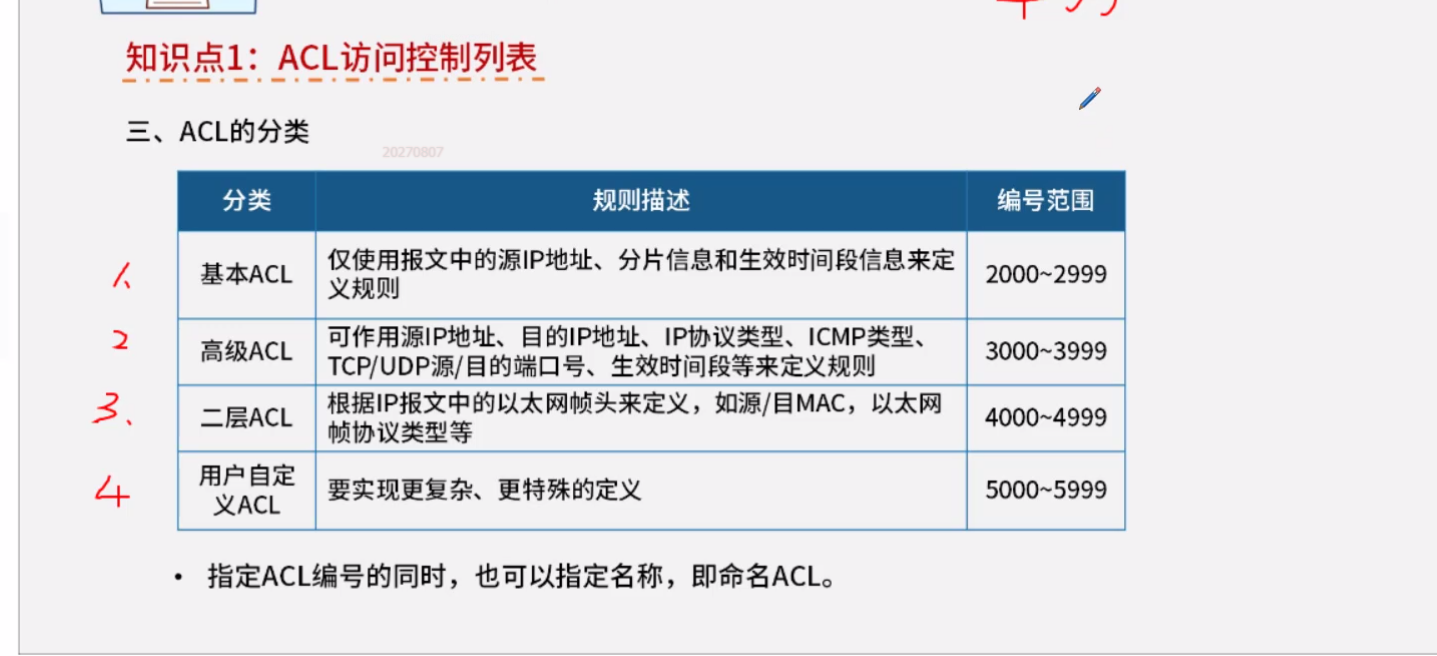 知识点1：ACL访问控制列表
三、ACL的分类
20270807
分类 规则描述 编号范围
1、 基本ACL 仅使用报文中的源IP地址、分片信息和生效时间段信息来定
义规则 2000~2999
2 高级ACL 可作用源IP地址、目的IP地址、IP协议类型、ICMP类型、
TCP/UDP源/目的端口号、生效时间段等来定义规则 3000~3999
3、 二层ACL 根据IP报文中的以太网帧头来定义，如源/目MAC，以太网
帧协议类型等 4000~4999
4 用户自定
义ACL 要实现更复杂、更特殊的定义 5000~5999
• 指定ACL编号的同时，也可以指定名称，即命名ACL。